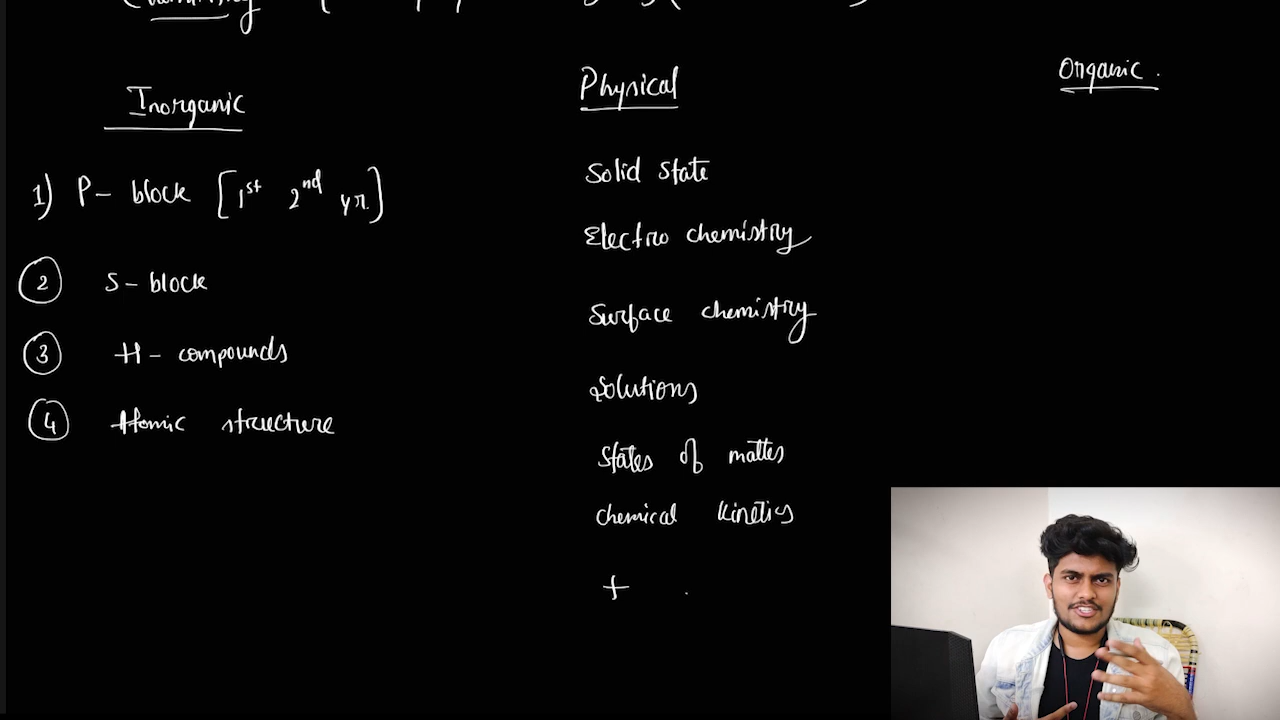 Inorganic
1) P- block [1st 2nd yr.]
2 S- block
3 H- compounds
4 Atomic structure
Physical
Solid state
Electro chemistry
Surface chemistry
Solutions
States of matter
chemical kinetics
+
Organic.